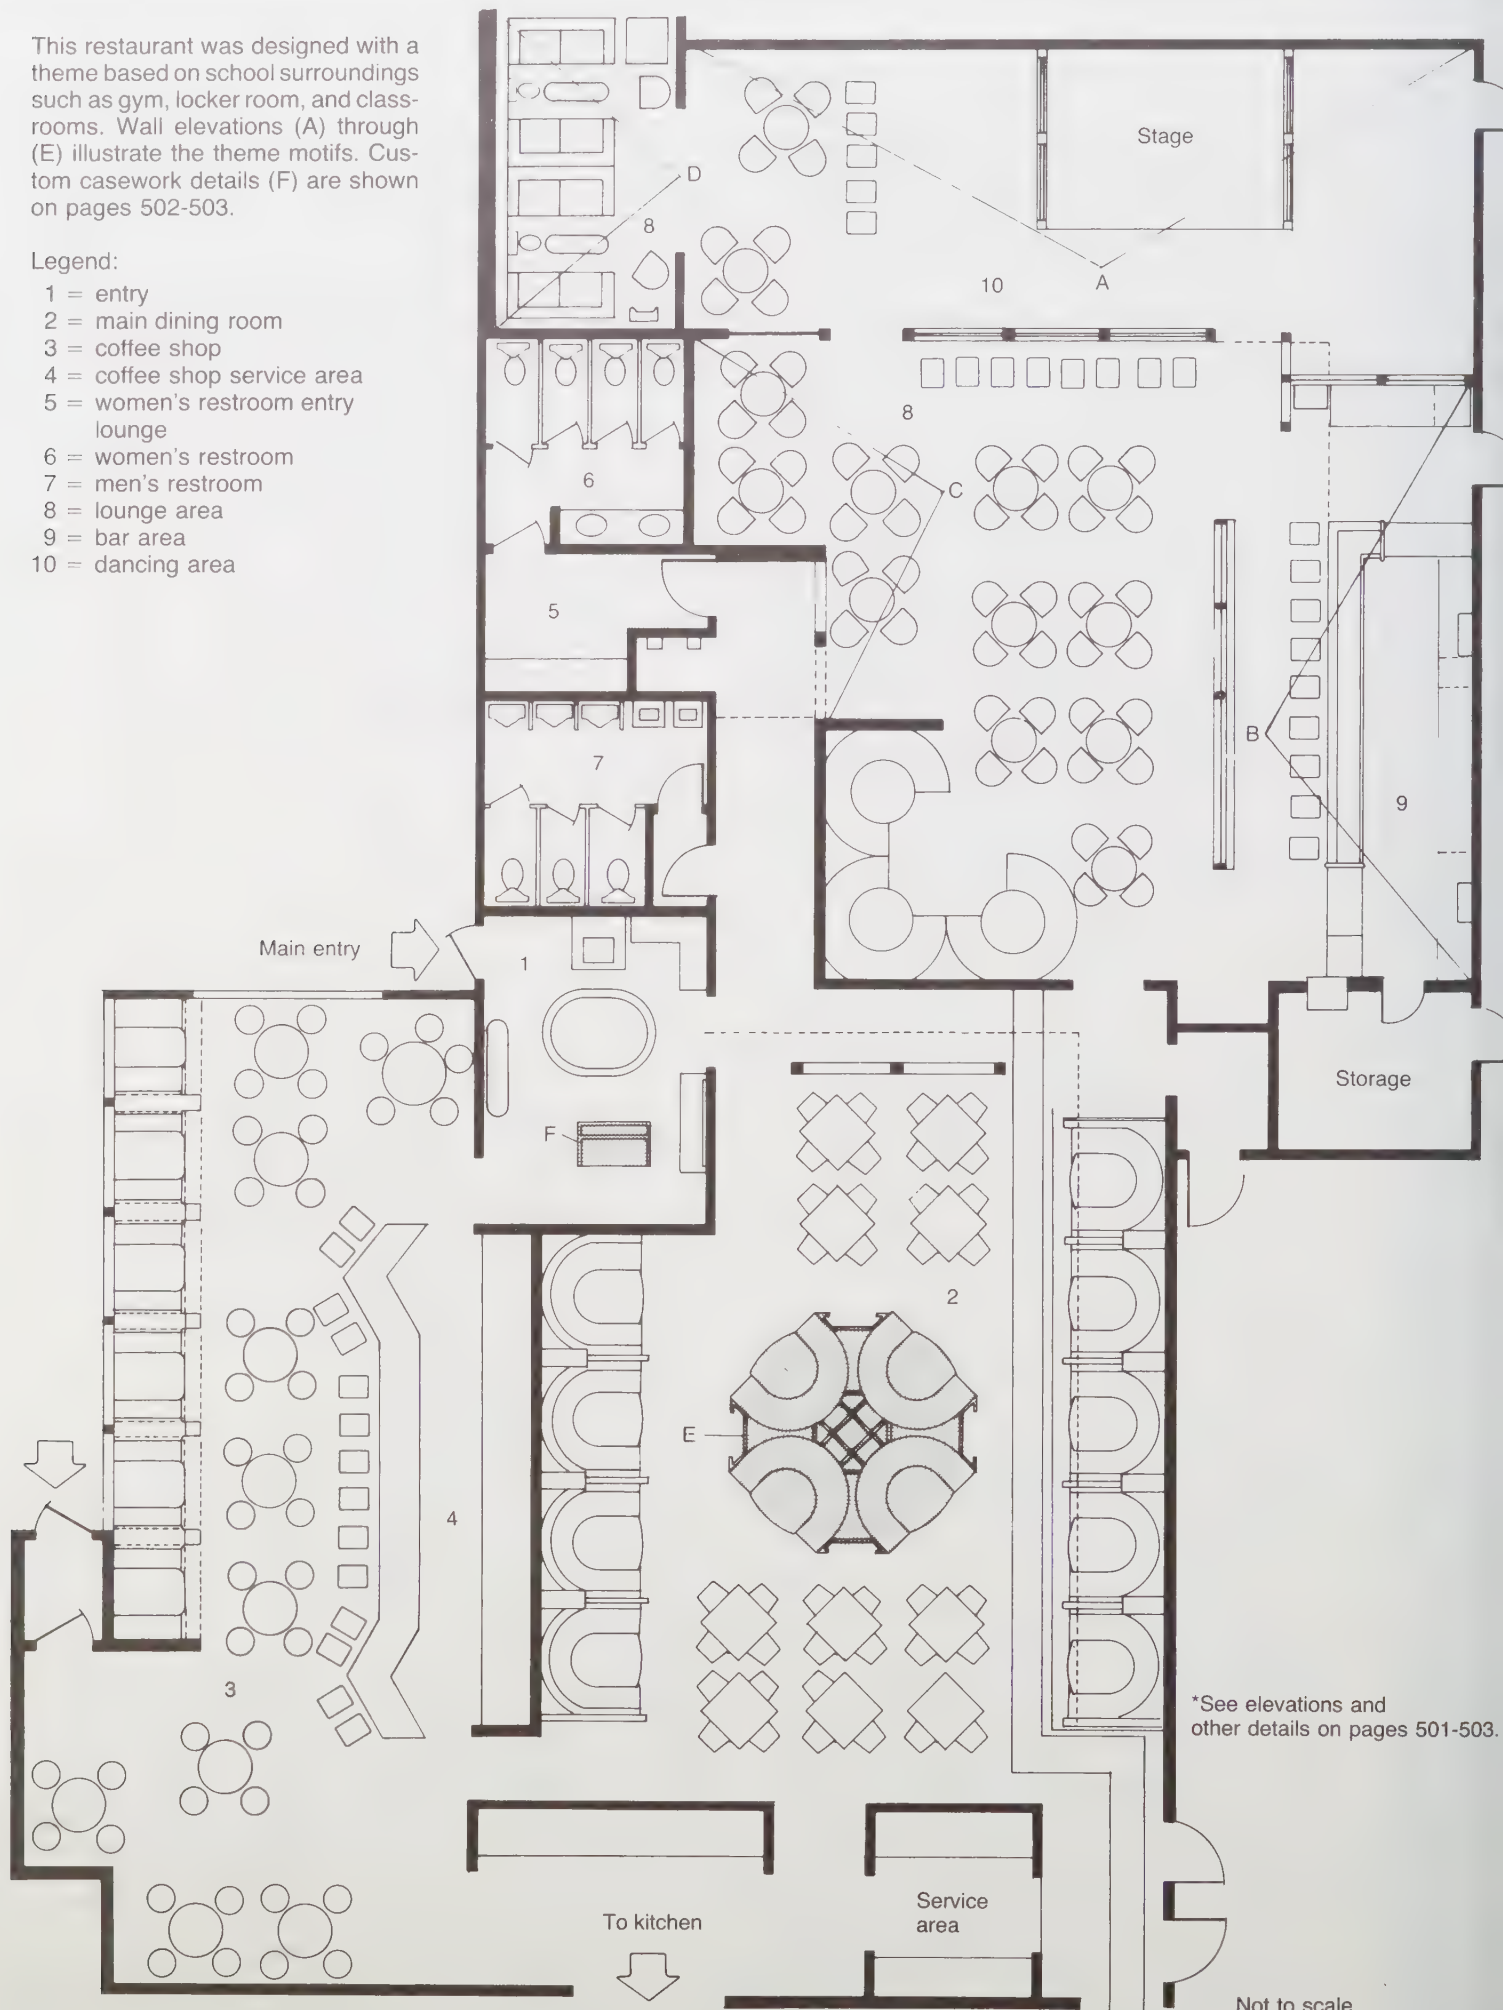 This restaurant was designed with a
theme based on school surroundings
such as gym, locker room, and class-
rooms. Wall elevations (A) through
(E) illustrate the theme motifs. Cus-
tom casework details (F) are shown
on pages 502-503.
Legend:
1 = entry
2 = main dining room
3 = coffee shop
4 = coffee shop service area
5 = women's restroom entry
lounge
6 = women's restroom
7 = men's restroom
8 = lounge area
9 = bar area
10 = dancing area
Stage
D
8
10
A
8
6
C
5
B
7
9
Main entry
1
Storage
F
2
E
4
3
*See elevations and
other details on pages 501-503.
Service
area
To kitchen
Not to scale